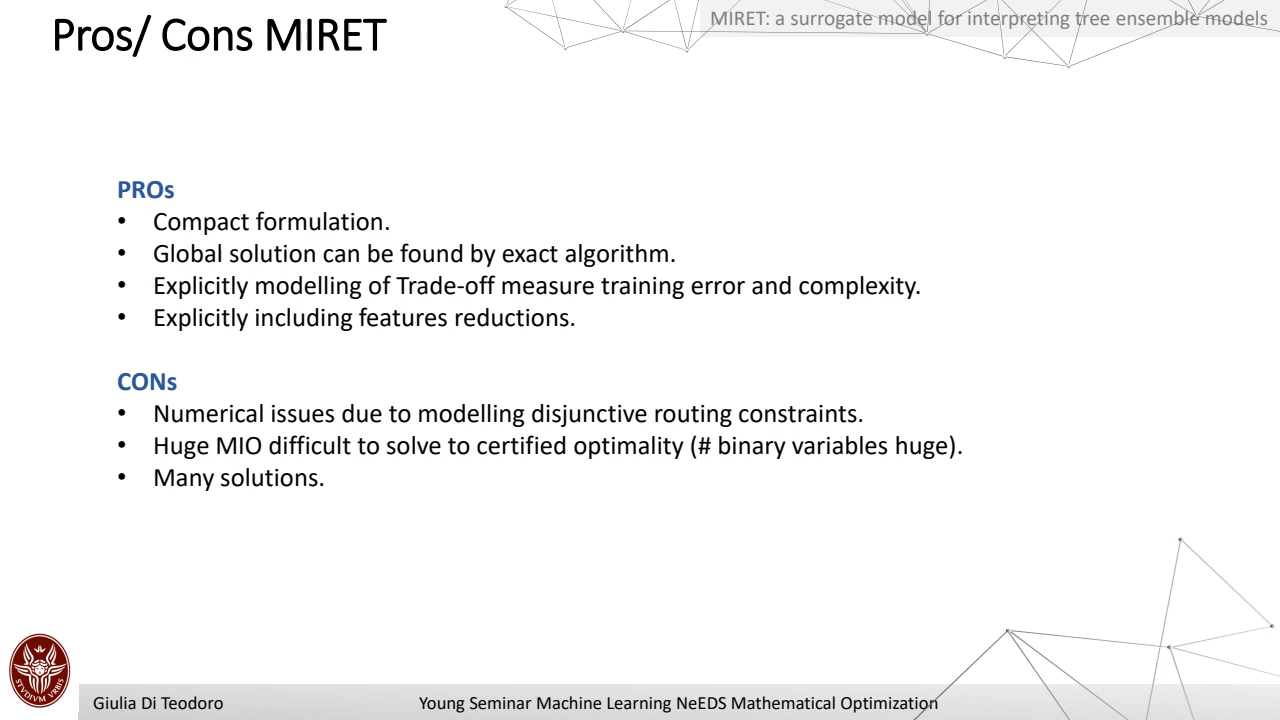 Pros/ Cons MIRET
MIRET: a surrogate model for interpreting tree ensemble models
PROs
• Compact formulation.
• Global solution can be found by exact algorithm.
• Explicitly modelling of Trade-off measure training error and complexity.
• Explicitly including features reductions.
CONs
• Numerical issues due to modelling disjunctive routing constraints.
• Huge MIO difficult to solve to certified optimality (# binary variables huge).
• Many solutions.
STVDIVM VRBIS
Giulia Di Teodoro
Young Seminar Machine Learning NeEDS Mathematical Optimization